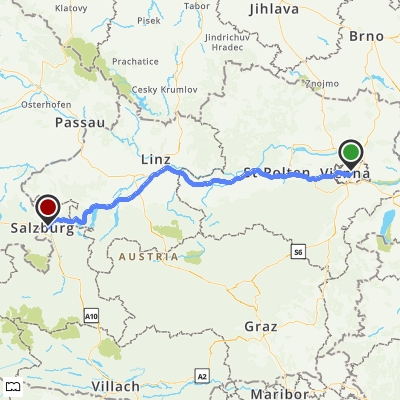 Klatovy
Tabor
Jihlava
Pisek
Jindrichuv
Hradec
Brno
Prachatice
Znojmo
Cesky Krumlov
Osterhofen
Passau
Linz
St. Polten
Vienna
Salzburg
AUSTRIA
S6
A10
Graz
A2
Villach
Maribor